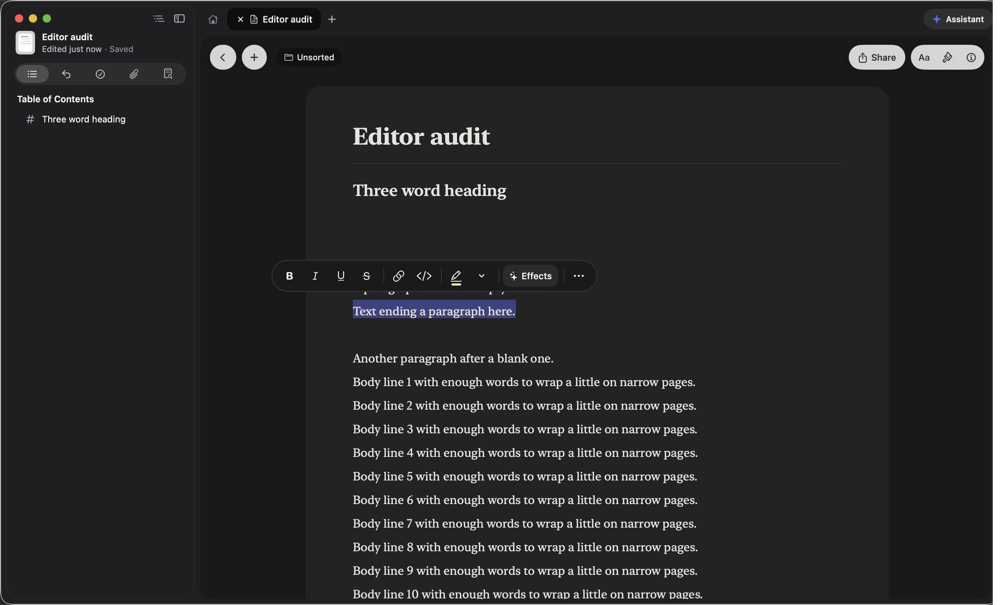 Editor audit
Edited just now · Saved
Table of Contents
# Three word heading
Editor audit
Assistant
Unsorted
Share
Aa
Editor audit
Three word heading
B I U S </> Effects
Text ending a paragraph here.
Another paragraph after a blank one.
Body line 1 with enough words to wrap a little on narrow pages.
Body line 2 with enough words to wrap a little on narrow pages.
Body line 3 with enough words to wrap a little on narrow pages.
Body line 4 with enough words to wrap a little on narrow pages.
Body line 5 with enough words to wrap a little on narrow pages.
Body line 6 with enough words to wrap a little on narrow pages.
Body line 7 with enough words to wrap a little on narrow pages.
Body line 8 with enough words to wrap a little on narrow pages.
Body line 9 with enough words to wrap a little on narrow pages.
Body line 10 with enough words to wrap a little on narrow pages.